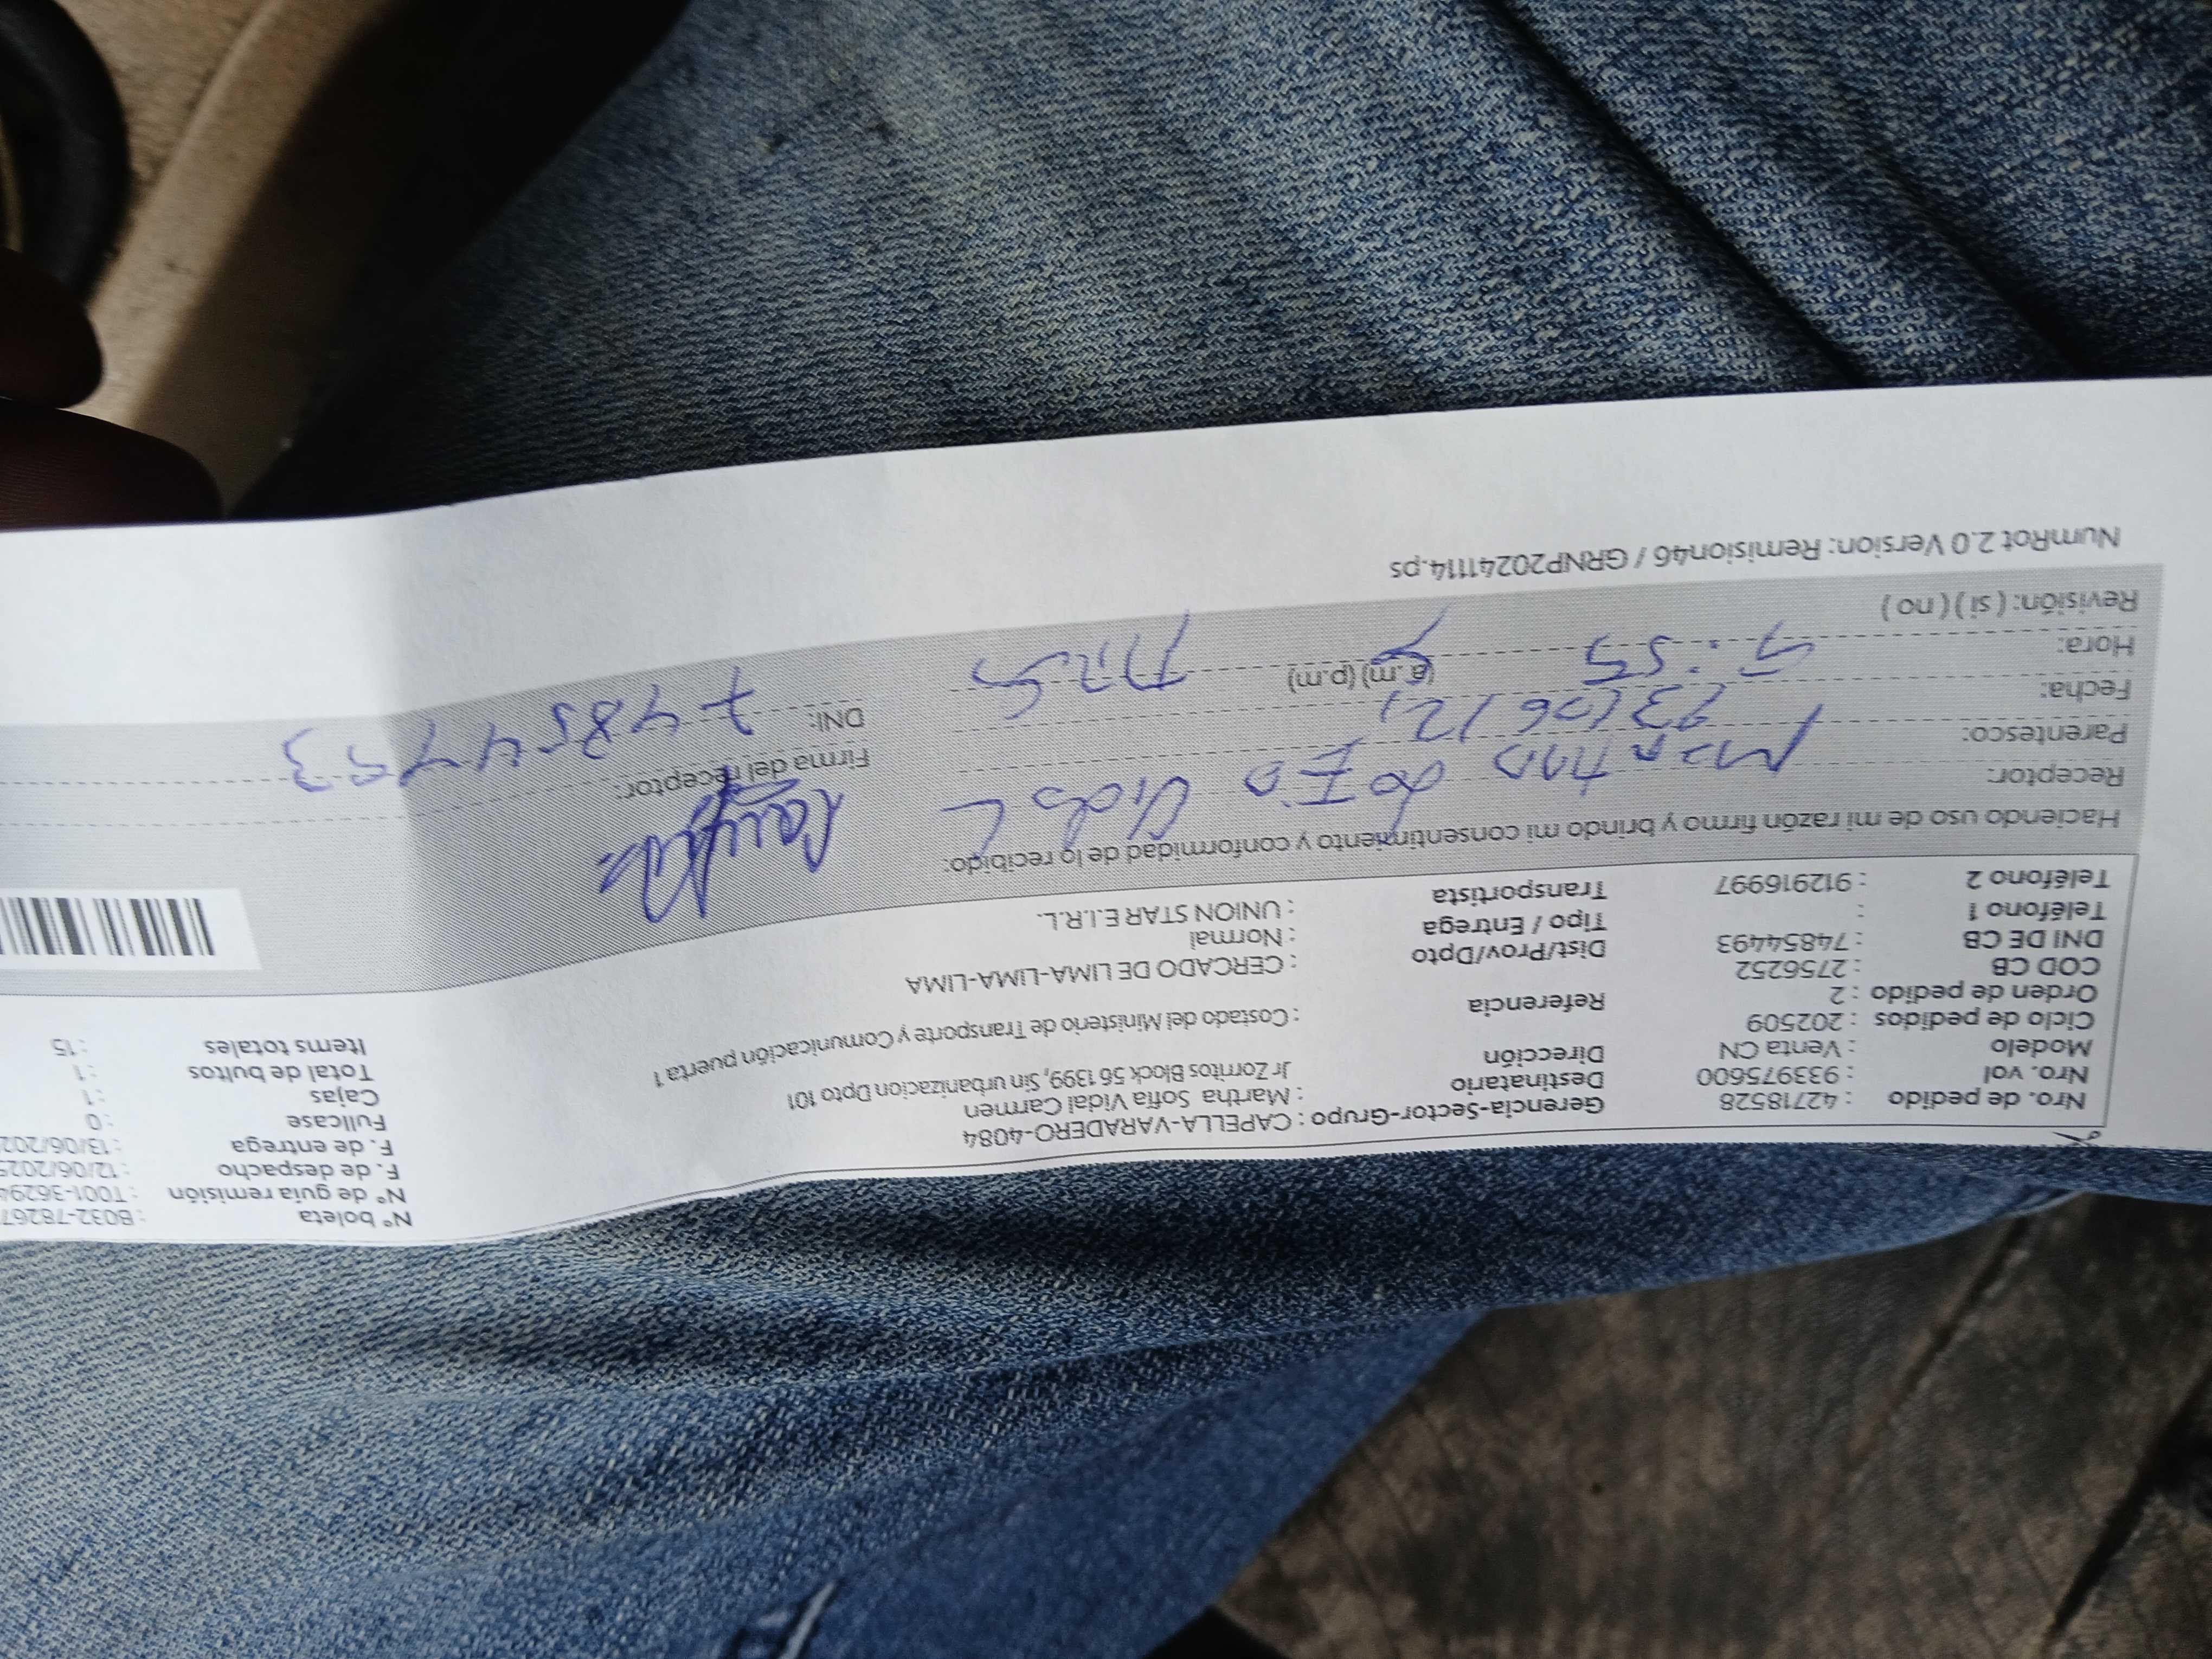 Nº boleta : B032-78267
Nº de guía remisión : T001-36294
F. de despacho : 12/06/2025
F. de entrega : 13/06/202
Fullcase : 0
Cajas : 1
Total de bultos : 1
Items totales : 15
Nro. de pedido : 42718528
Nro. vol : 933975600
Modelo : Venta CN
Ciclo de pedidos : 202509
Orden de pedido : 2
COD CB : 2756252
DNI DE CB : 74854493
Teléfono 1 :
Teléfono 2 : 912916997
Gerencia-Sector-Grupo : CAPELLA-VARADERO-4084
Destinatario : Martha Sofia Vidal Carmen
Dirección : Jr Zorritos Block 56 1399, Sin urbanizacion Dpto 101
Referencia : Costado del Ministerio de Transporte y Comunicación puerta 1
Dist/Prov/Dpto : CERCADO DE LIMA-LIMA-LIMA
Tipo / Entrega : Normal
Transportista : UNION STAR E.I.R.L.
Haciendo uso de mi razón firmo y brindo mi consentimiento y conformidad de lo recibido:
Receptor:
Parentesco:
Fecha:
Hora: 9:55 (a.m) (p.m)
Revisión: ( si ) ( no )
Firma del receptor:
DNI: 74854493
NumRot 2.0 Version: Remision46 / GRNP20241114.ps